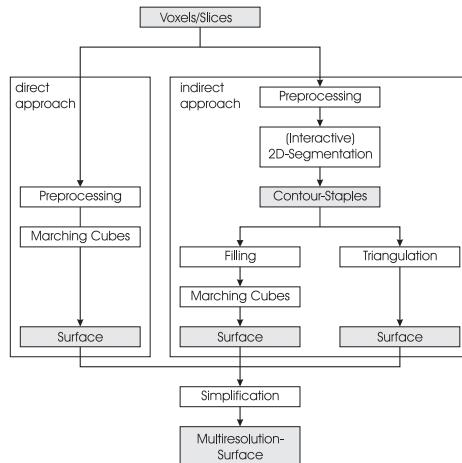 Voxels/Slices
direct
approach
Preprocessing
Marching Cubes
Surface
indirect
approach
Preprocessing
(Interactive)
2D-Segmentation
Contour-Staples
Filling
Triangulation
Marching Cubes
Surface
Surface
Simplification
Multiresolution-
Surface